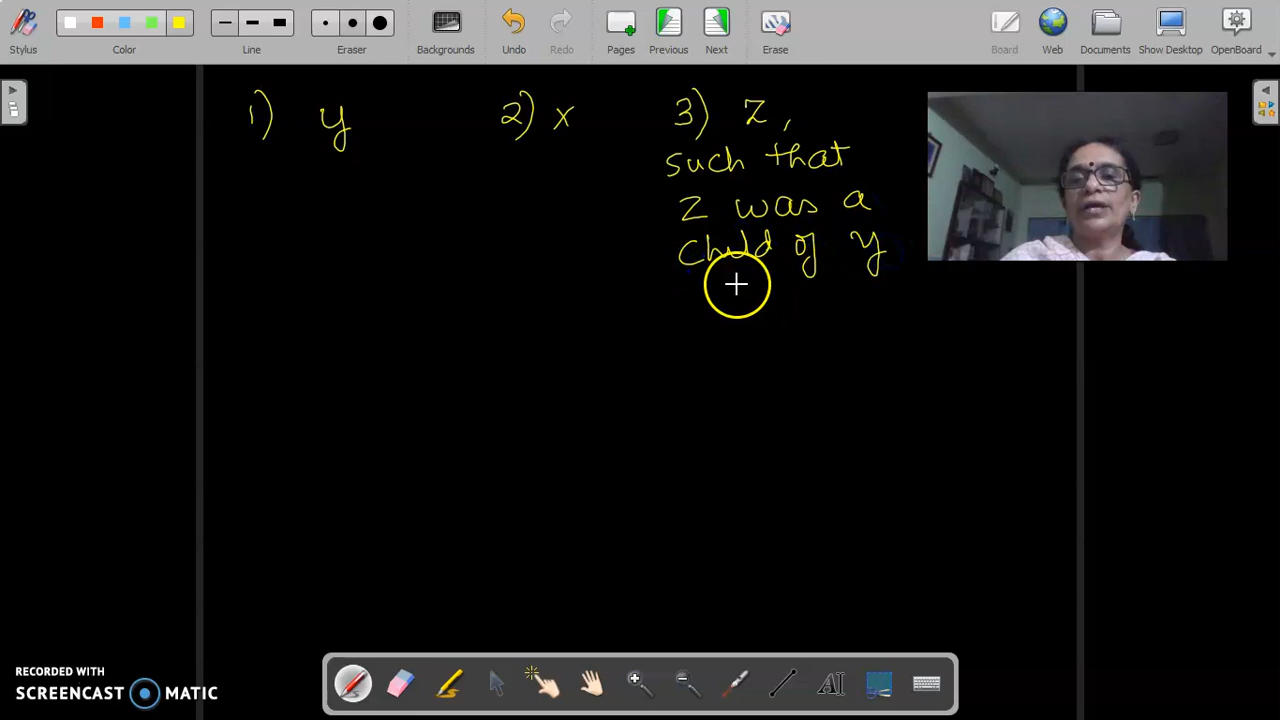 Stylus
Color
Line
Eraser
Backgrounds
Undo
Redo
Pages
Previous
Next
Erase
Board
Web
Documents
Show Desktop
OpenBoard
1) y
2) x
3) z,
such that
z was a
child of y
RECORDED WITH
SCREENCAST MATIC